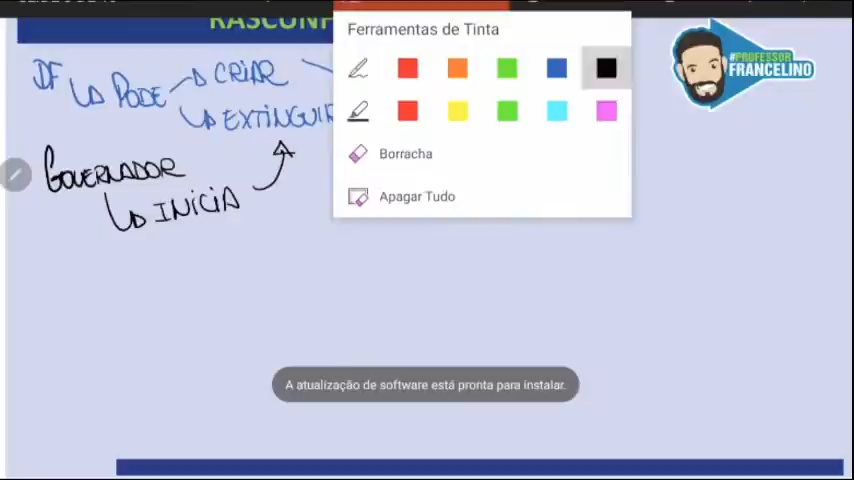 Ferramentas de Tinta
#PROFESSOR
FRANCELINO
DF
PODE
CRIAR
EXTINGUIR
GOVERNADOR
INICIA
Borracha
Apagar Tudo
A atualização de software está pronta para instalar.